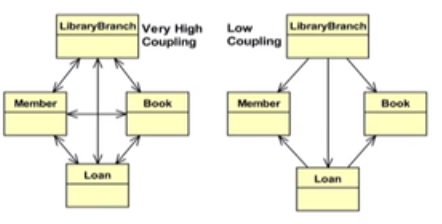 LibraryBranch
Very High
Coupling
Member
Book
Loan
Low
Coupling
LibraryBranch
Member
Book
Loan